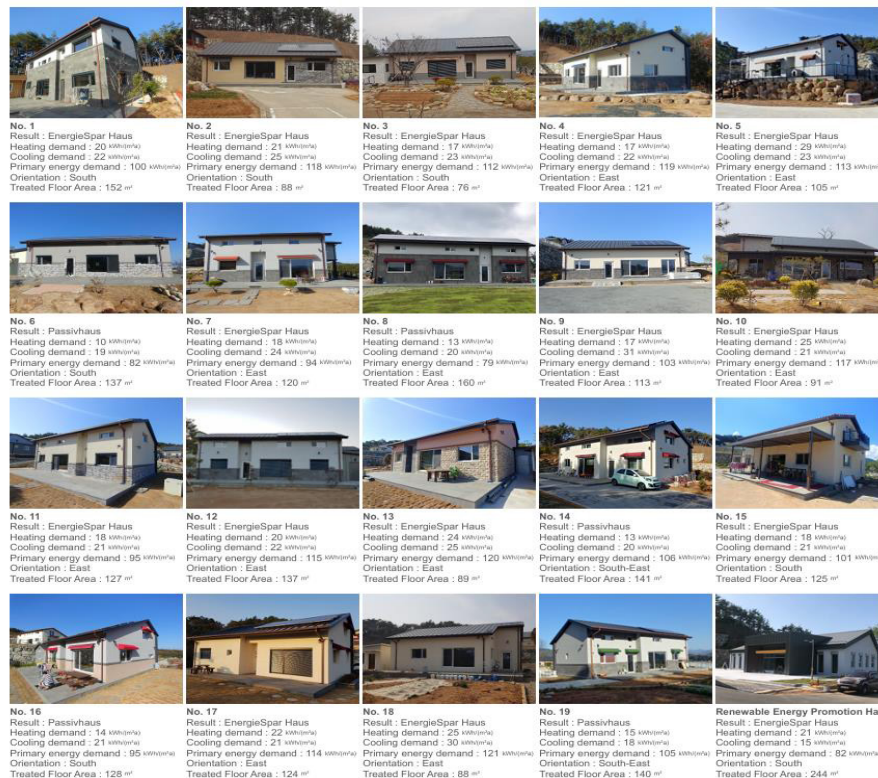 No. 1
Result : EnergieSpar Haus
Heating demand : 20 kWh/(m²a)
Cooling demand : 22 kWh/(m²a)
Primary energy demand : 100 kWh/(m²a)
Orientation : South
Treated Floor Area : 152 m²
No. 2
Result : EnergieSpar Haus
Heating demand : 21 kWh/(m²a)
Cooling demand : 25 kWh/(m²a)
Primary energy demand : 118 kWh/(m²a)
Orientation : South
Treated Floor Area : 88 m²
No. 3
Result : EnergieSpar Haus
Heating demand : 17 kWh/(m²a)
Cooling demand : 23 kWh/(m²a)
Primary energy demand : 112 kWh/(m²a)
Orientation : South
Treated Floor Area : 76 m²
No. 4
Result : EnergieSpar Haus
Heating demand : 17 kWh/(m²a)
Cooling demand : 22 kWh/(m²a)
Primary energy demand : 119 kWh/(m²a)
Orientation : East
Treated Floor Area : 121 m²
No. 5
Result : EnergieSpar Haus
Heating demand : 29 kWh/(m²a)
Cooling demand : 23 kWh/(m²a)
Primary energy demand : 113 kWh/(m
Orientation : East
Treated Floor Area : 105 m²
No. 6
Result : Passivhaus
Heating demand : 10 kWh/(m²a)
Cooling demand : 19 kWh/(m²a)
Primary energy demand : 82 kWh/(m²a)
Orientation : South
Treated Floor Area : 137 m²
No. 7
Result : EnergieSpar Haus
Heating demand : 18 kWh/(m²a)
Cooling demand : 24 kWh/(m²a)
Primary energy demand : 94 kWh/(m²a)
Orientation : East
Treated Floor Area : 120 m²
No. 8
Result : Passivhaus
Heating demand : 13 kWh/(m²a)
Cooling demand : 20 kWh/(m²a)
Primary energy demand : 79 kWh/(m²a)
Orientation : East
Treated Floor Area : 160 m²
No. 9
Result : EnergieSpar Haus
Heating demand : 17 kWh/(m²a)
Cooling demand : 31 kWh/(m²a)
Primary energy demand : 103 kWh/(m²a)
Orientation : East
Treated Floor Area : 113 m²
No. 10
Result : EnergieSpar Haus
Heating demand : 25 kWh/(m²a)
Cooling demand : 21 kWh/(m²a)
Primary energy demand : 117 kWh/(m
Orientation : East
Treated Floor Area : 91 m²
No. 11
Result : EnergieSpar Haus
Heating demand : 18 kWh/(m²a)
Cooling demand : 21 kWh/(m²a)
Primary energy demand : 95 kWh/(m²a)
Orientation : East
Treated Floor Area : 127 m²
No. 12
Result : EnergieSpar Haus
Heating demand : 20 kWh/(m²a)
Cooling demand : 22 kWh/(m²a)
Primary energy demand : 115 kWh/(m²a)
Orientation : East
Treated Floor Area : 137 m²
No. 13
Result : EnergieSpar Haus
Heating demand : 24 kWh/(m²a)
Cooling demand : 25 kWh/(m²a)
Primary energy demand : 120 kWh/(m²a)
Orientation : East
Treated Floor Area : 89 m²
No. 14
Result : Passivhaus
Heating demand : 13 kWh/(m²a)
Cooling demand : 20 kWh/(m²a)
Primary energy demand : 106 kWh/(m²a)
Orientation : South-East
Treated Floor Area : 141 m²
No. 15
Result : EnergieSpar Haus
Heating demand : 18 kWh/(m²a)
Cooling demand : 21 kWh/(m²a)
Primary energy demand : 101 kWh/(m
Orientation : South
Treated Floor Area : 125 m²
No. 16
Result : Passivhaus
Heating demand : 14 kWh/(m²a)
Cooling demand : 21 kWh/(m²a)
Primary energy demand : 95 kWh/(m²a)
Orientation : South
Treated Floor Area : 128 m²
No. 17
Result : EnergieSpar Haus
Heating demand : 22 kWh/(m²a)
Cooling demand : 21 kWh/(m²a)
Primary energy demand : 114 kWh/(m²a)
Orientation : East
Treated Floor Area : 124 m²
No. 18
Result : EnergieSpar Haus
Heating demand : 25 kWh/(m²a)
Cooling demand : 30 kWh/(m²a)
Primary energy demand : 121 kWh/(m²a)
Orientation : East
Treated Floor Area : 88 m²
No. 19
Result : Passivhaus
Heating demand : 15 kWh/(m²a)
Cooling demand : 18 kWh/(m²a)
Primary energy demand : 105 kWh/(m²a)
Orientation : South-East
Treated Floor Area : 140 m²
Renewable Energy Promotion Ha
Result : EnergieSpar Haus
Heating demand : 21 kWh/(m²a)
Cooling demand : 15 kWh/(m²a)
Primary energy demand : 82 kWh/(m
Orientation : South
Treated Floor Area : 244 m²